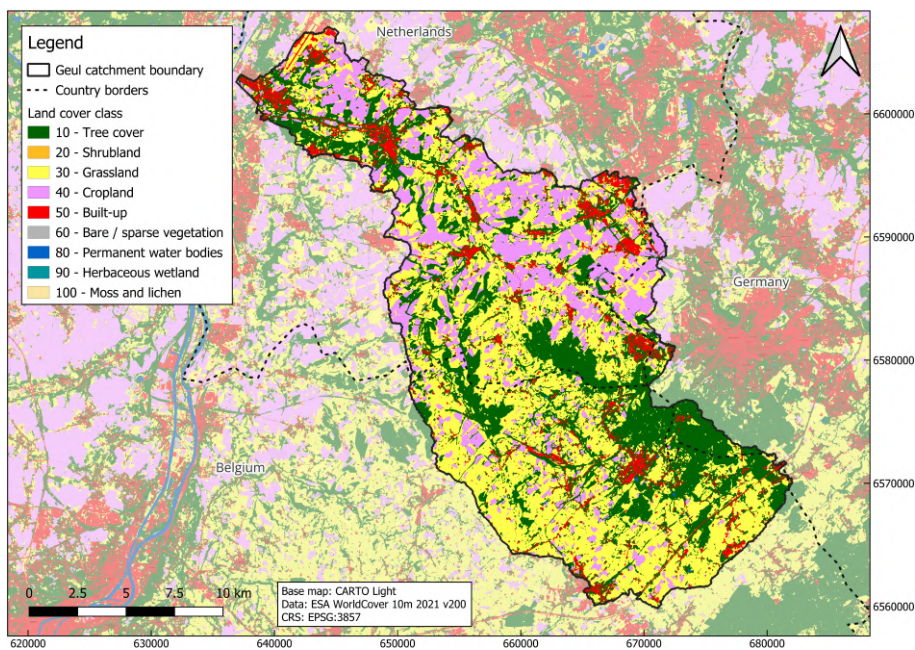 Legend
Geul catchment boundary
Country borders
Land cover class
10 - Tree cover
20 - Shrubland
30 - Grassland
40 - Cropland
50 - Built-up
60 - Bare / sparse vegetation
80 - Permanent water bodies
90 - Herbaceous wetland
100 - Moss and lichen
Netherlands
Germany
Belgium
6600000
6590000
6580000
6570000
6560000
0 2.5 5 7.5 10 km
Base map: CARTO Light
Data: ESA WorldCover 10m 2021 v200
CRS: EPSG:3857
620000 630000 640000 650000 660000 670000 680000